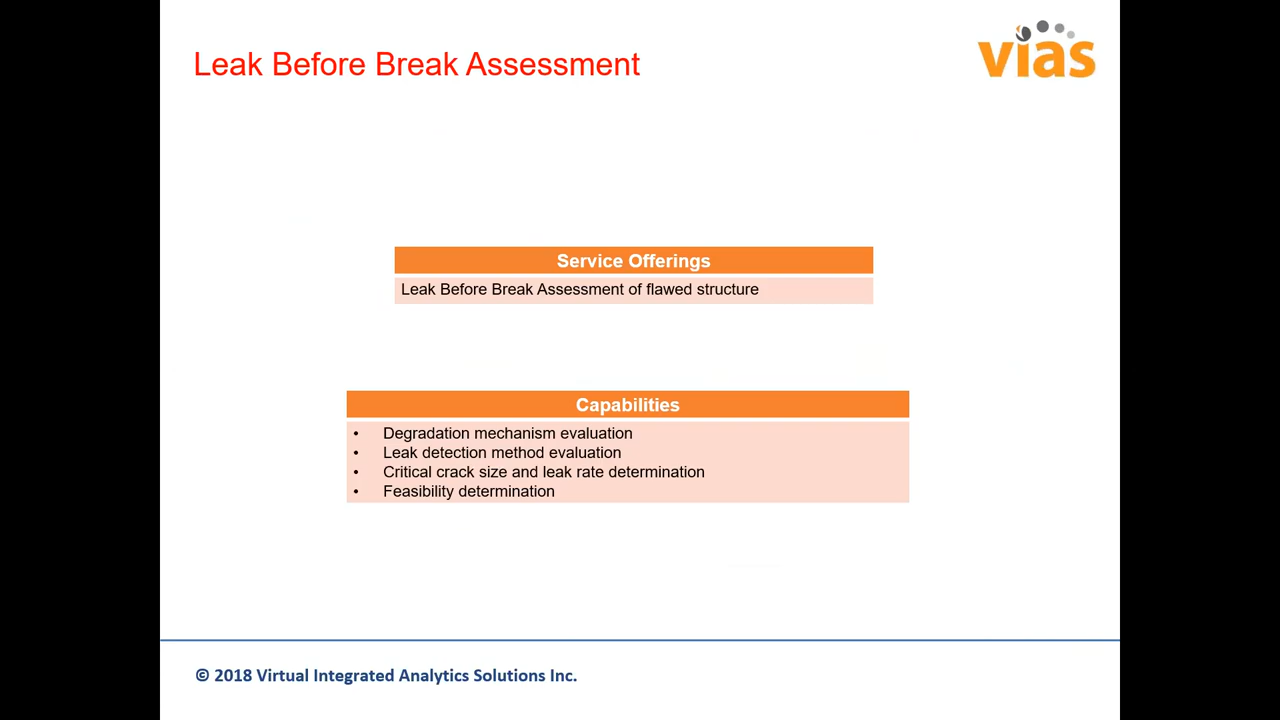 Leak Before Break Assessment
vias
Service Offerings
Leak Before Break Assessment of flawed structure
Capabilities
• Degradation mechanism evaluation
• Leak detection method evaluation
• Critical crack size and leak rate determination
• Feasibility determination
© 2018 Virtual Integrated Analytics Solutions Inc.